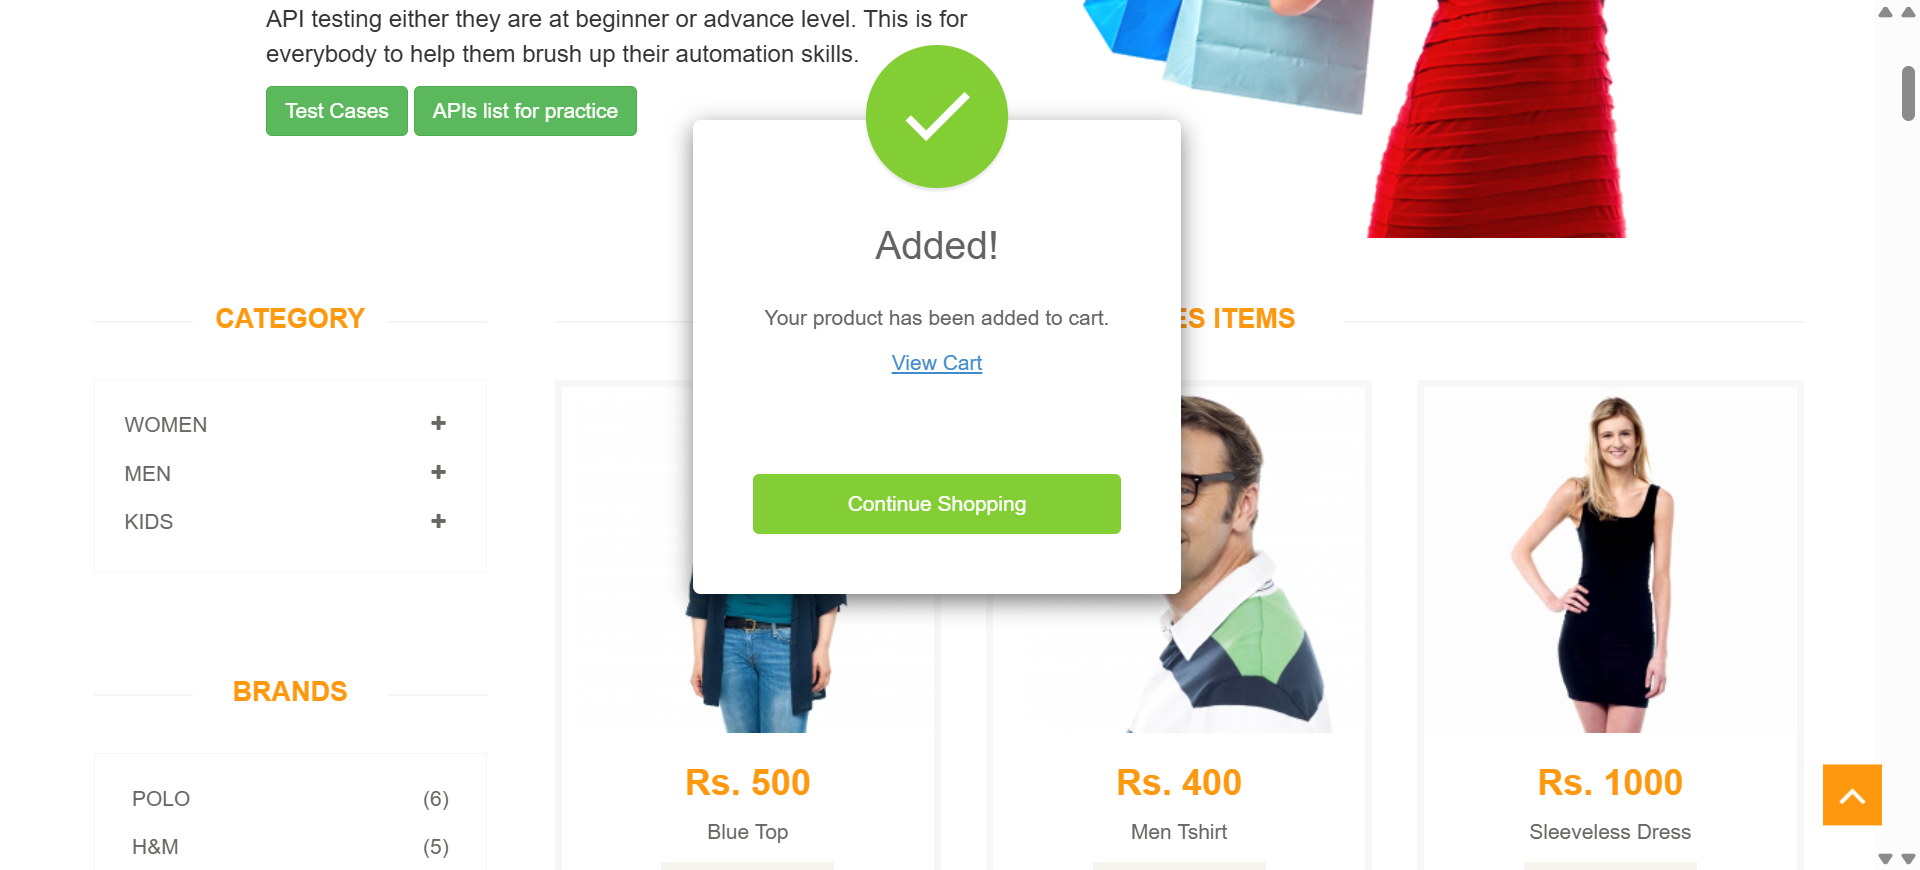 API testing either they are at beginner or advance level. This is for
everybody to help them brush up their automation skills.
Test Cases
APIs list for practice
Added!
Your product has been added to cart.
View Cart
Continue Shopping
CATEGORY
WOMEN
MEN
KIDS
BRANDS
POLO (6)
H&M (5)
ES ITEMS
Rs. 500
Blue Top
Rs. 400
Men Tshirt
Rs. 1000
Sleeveless Dress